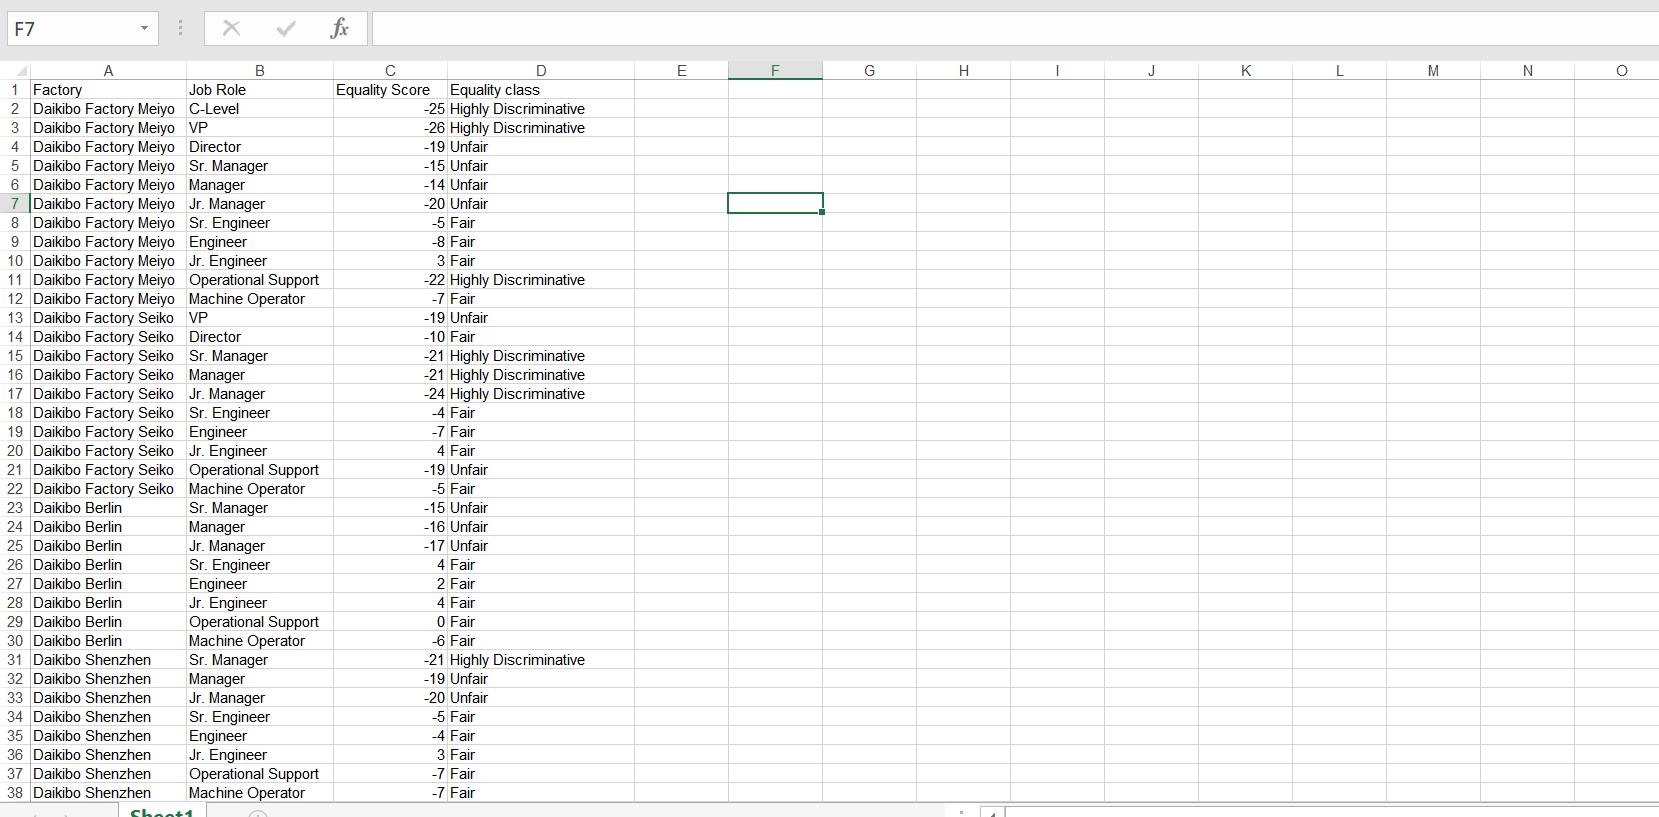 F7 fx
A B C D E F G H I J K L M N O
1 Factory Job Role Equality Score Equality class
2 Daikibo Factory Meiyo C-Level -25 Highly Discriminative
3 Daikibo Factory Meiyo VP -26 Highly Discriminative
4 Daikibo Factory Meiyo Director -19 Unfair
5 Daikibo Factory Meiyo Sr. Manager -15 Unfair
6 Daikibo Factory Meiyo Manager -14 Unfair
7 Daikibo Factory Meiyo Jr. Manager -20 Unfair
8 Daikibo Factory Meiyo Sr. Engineer -5 Fair
9 Daikibo Factory Meiyo Engineer -8 Fair
10 Daikibo Factory Meiyo Jr. Engineer 3 Fair
11 Daikibo Factory Meiyo Operational Support -22 Highly Discriminative
12 Daikibo Factory Meiyo Machine Operator -7 Fair
13 Daikibo Factory Seiko VP -19 Unfair
14 Daikibo Factory Seiko Director -10 Fair
15 Daikibo Factory Seiko Sr. Manager -21 Highly Discriminative
16 Daikibo Factory Seiko Manager -21 Highly Discriminative
17 Daikibo Factory Seiko Jr. Manager -24 Highly Discriminative
18 Daikibo Factory Seiko Sr. Engineer -4 Fair
19 Daikibo Factory Seiko Engineer -7 Fair
20 Daikibo Factory Seiko Jr. Engineer 4 Fair
21 Daikibo Factory Seiko Operational Support -19 Unfair
22 Daikibo Factory Seiko Machine Operator -5 Fair
23 Daikibo Berlin Sr. Manager -15 Unfair
24 Daikibo Berlin Manager -16 Unfair
25 Daikibo Berlin Jr. Manager -17 Unfair
26 Daikibo Berlin Sr. Engineer 4 Fair
27 Daikibo Berlin Engineer 2 Fair
28 Daikibo Berlin Jr. Engineer 4 Fair
29 Daikibo Berlin Operational Support 0 Fair
30 Daikibo Berlin Machine Operator -6 Fair
31 Daikibo Shenzhen Sr. Manager -21 Highly Discriminative
32 Daikibo Shenzhen Manager -19 Unfair
33 Daikibo Shenzhen Jr. Manager -20 Unfair
34 Daikibo Shenzhen Sr. Engineer -5 Fair
35 Daikibo Shenzhen Engineer -4 Fair
36 Daikibo Shenzhen Jr. Engineer 3 Fair
37 Daikibo Shenzhen Operational Support -7 Fair
38 Daikibo Shenzhen Machine Operator -7 Fair
Sheet1